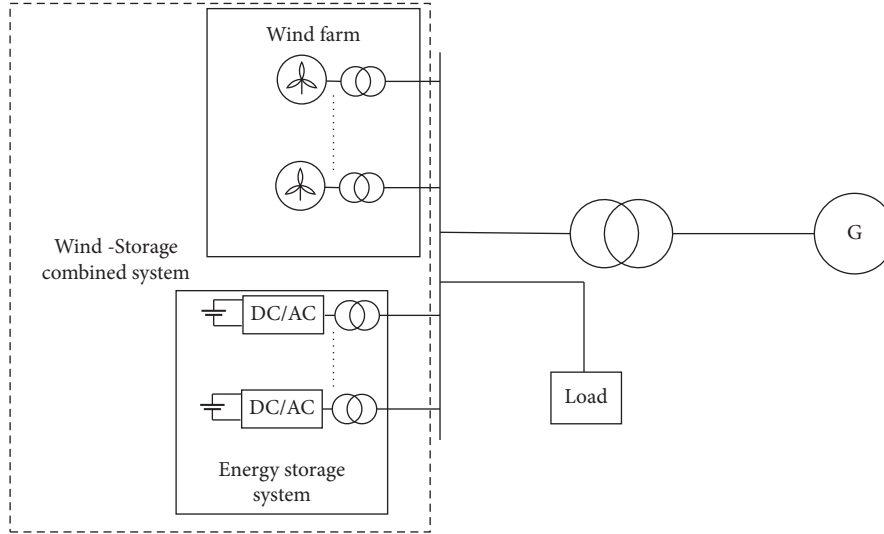 Wind farm
G
Wind -Storage
combined system
DC/AC
Load
DC/AC
Energy storage
system